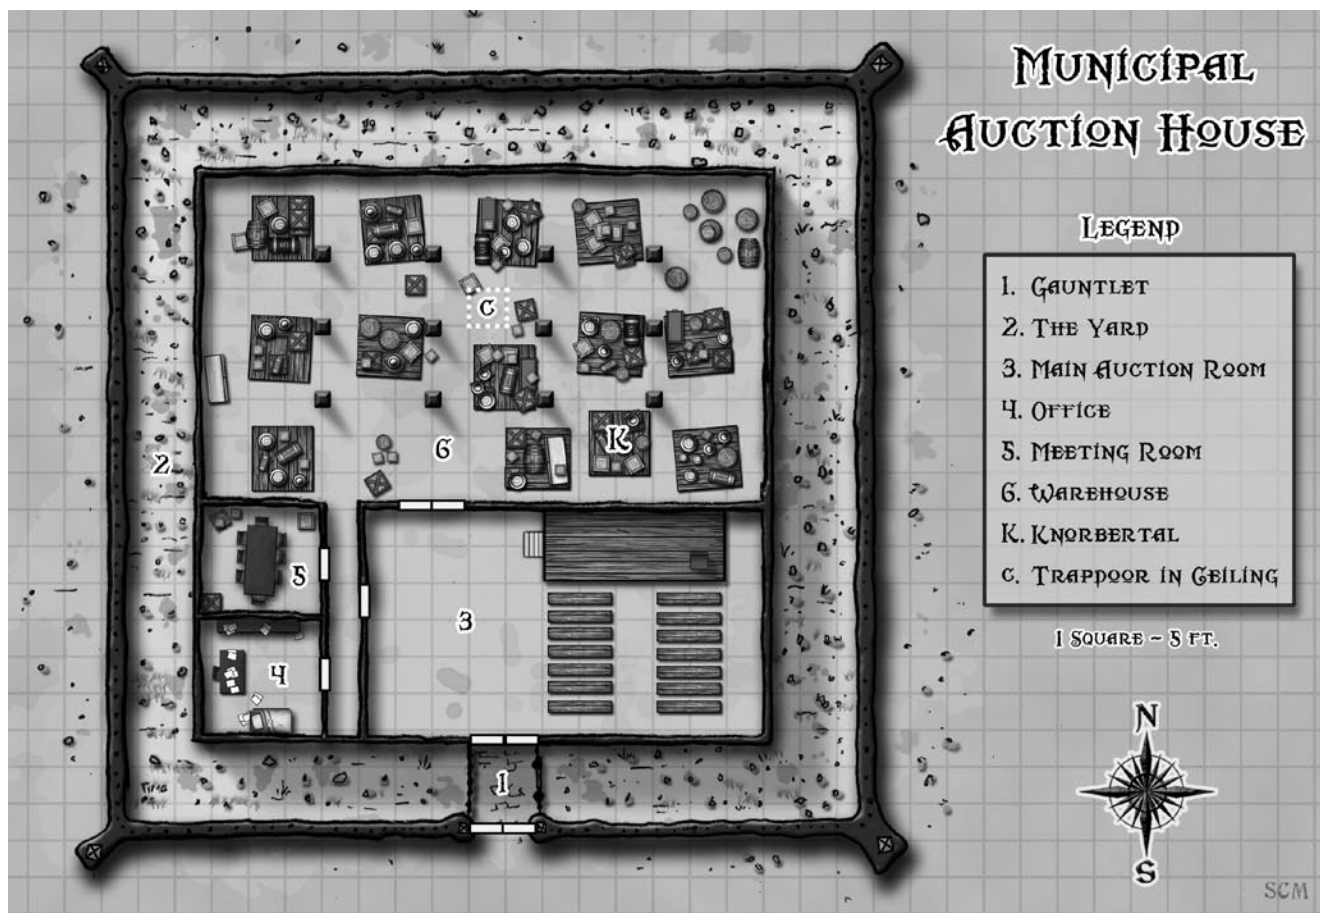 Municipal
Auction House
Legend
1. Gauntlet
2. The Yard
3. Main Auction Room
4. Office
5. Meeting Room
6. Warehouse
K. Knorbertal
C. Trapdoor in Ceiling
1 Square ~ 5 ft.
C
6
K
2
5
3
4
1
N
S
SCM